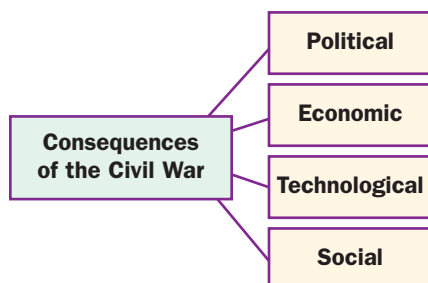 Consequences
of the Civil War
Political
Economic
Technological
Social